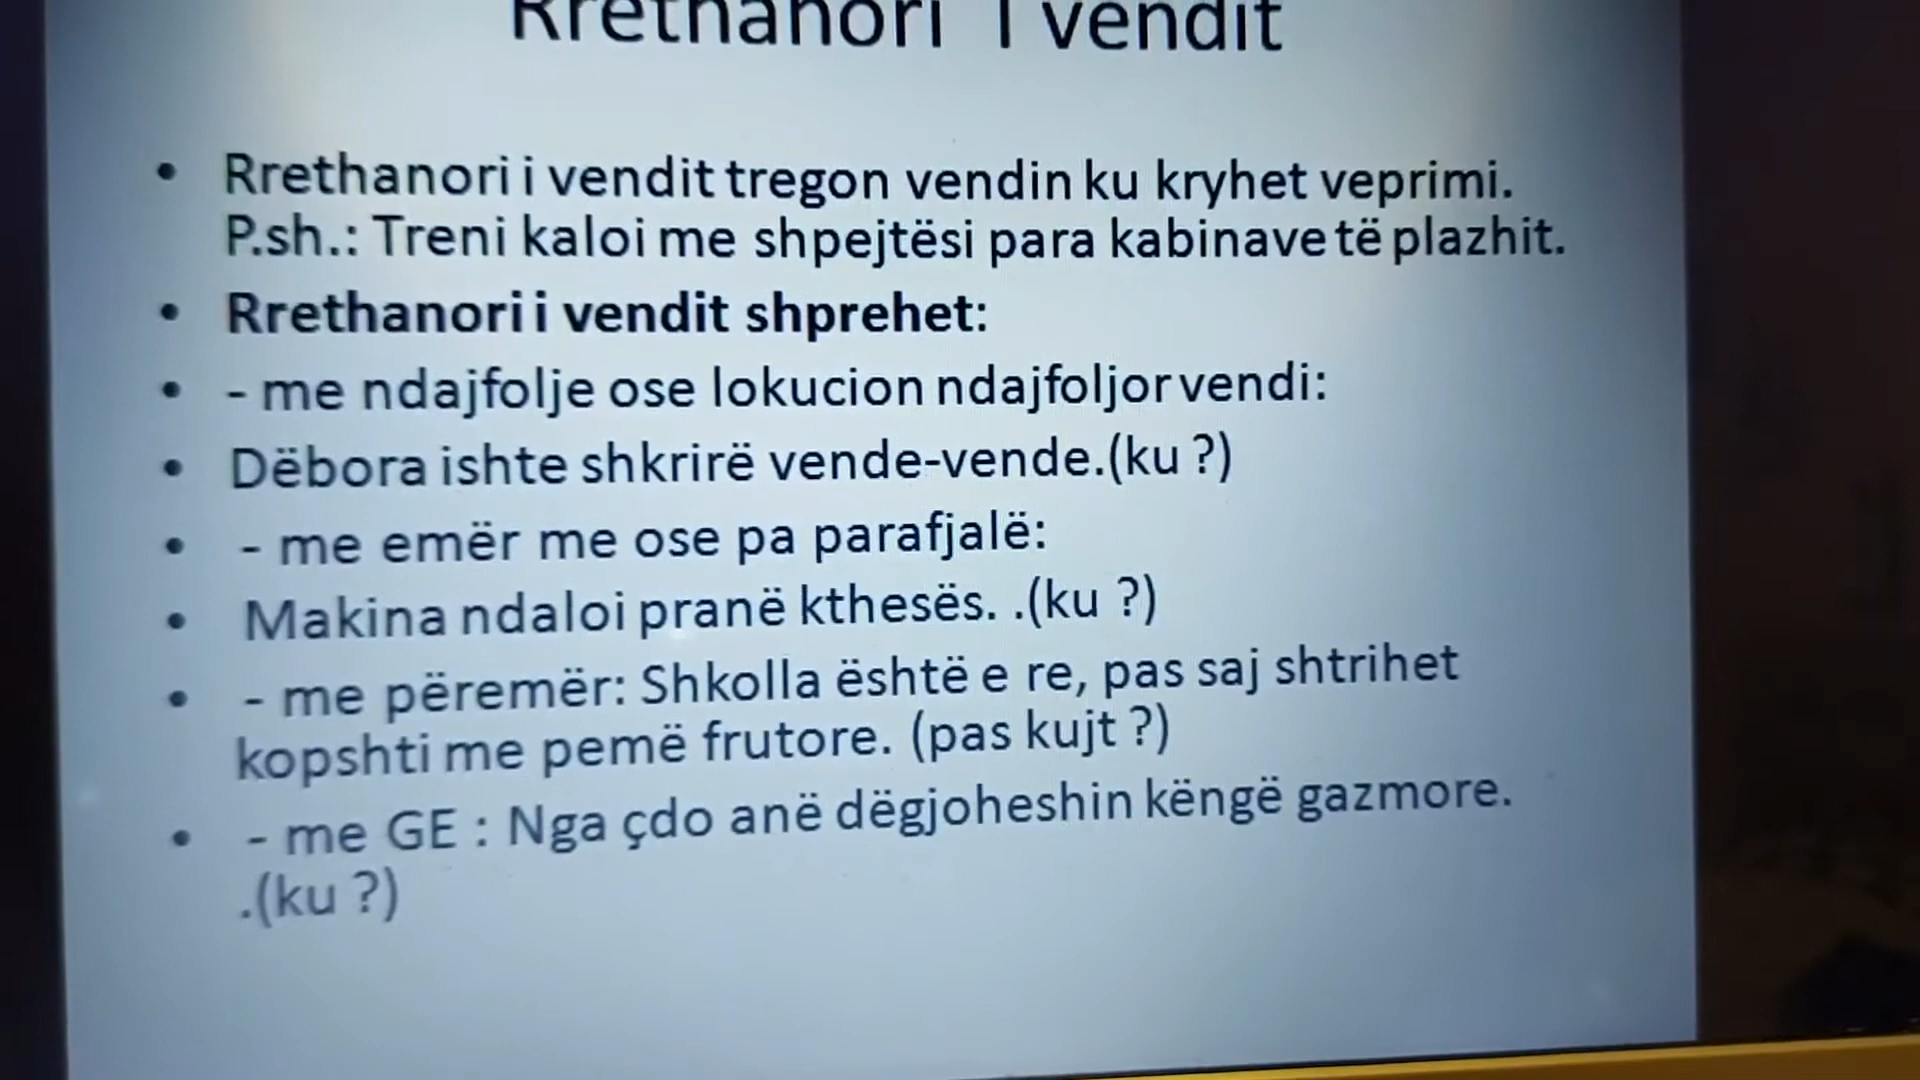 Rrethanori I vendit
• Rrethanori i vendit tregon vendin ku kryhet veprimi.
P.sh.: Treni kaloi me shpejtësi para kabinave të plazhit.
• Rrethanori i vendit shprehet:
• - me ndajfolje ose lokucion ndajfoljor vendi:
• Dëbora ishte shkrirë vende-vende.(ku ?)
• - me emër me ose pa parafjalë:
• Makina ndaloi pranë kthesës. .(ku ?)
• - me përemër: Shkolla është e re, pas saj shtrihet
kopshti me pemë frutore. (pas kujt ?)
• - me GE : Nga çdo anë dëgjoheshin këngë gazmore.
.(ku ?)